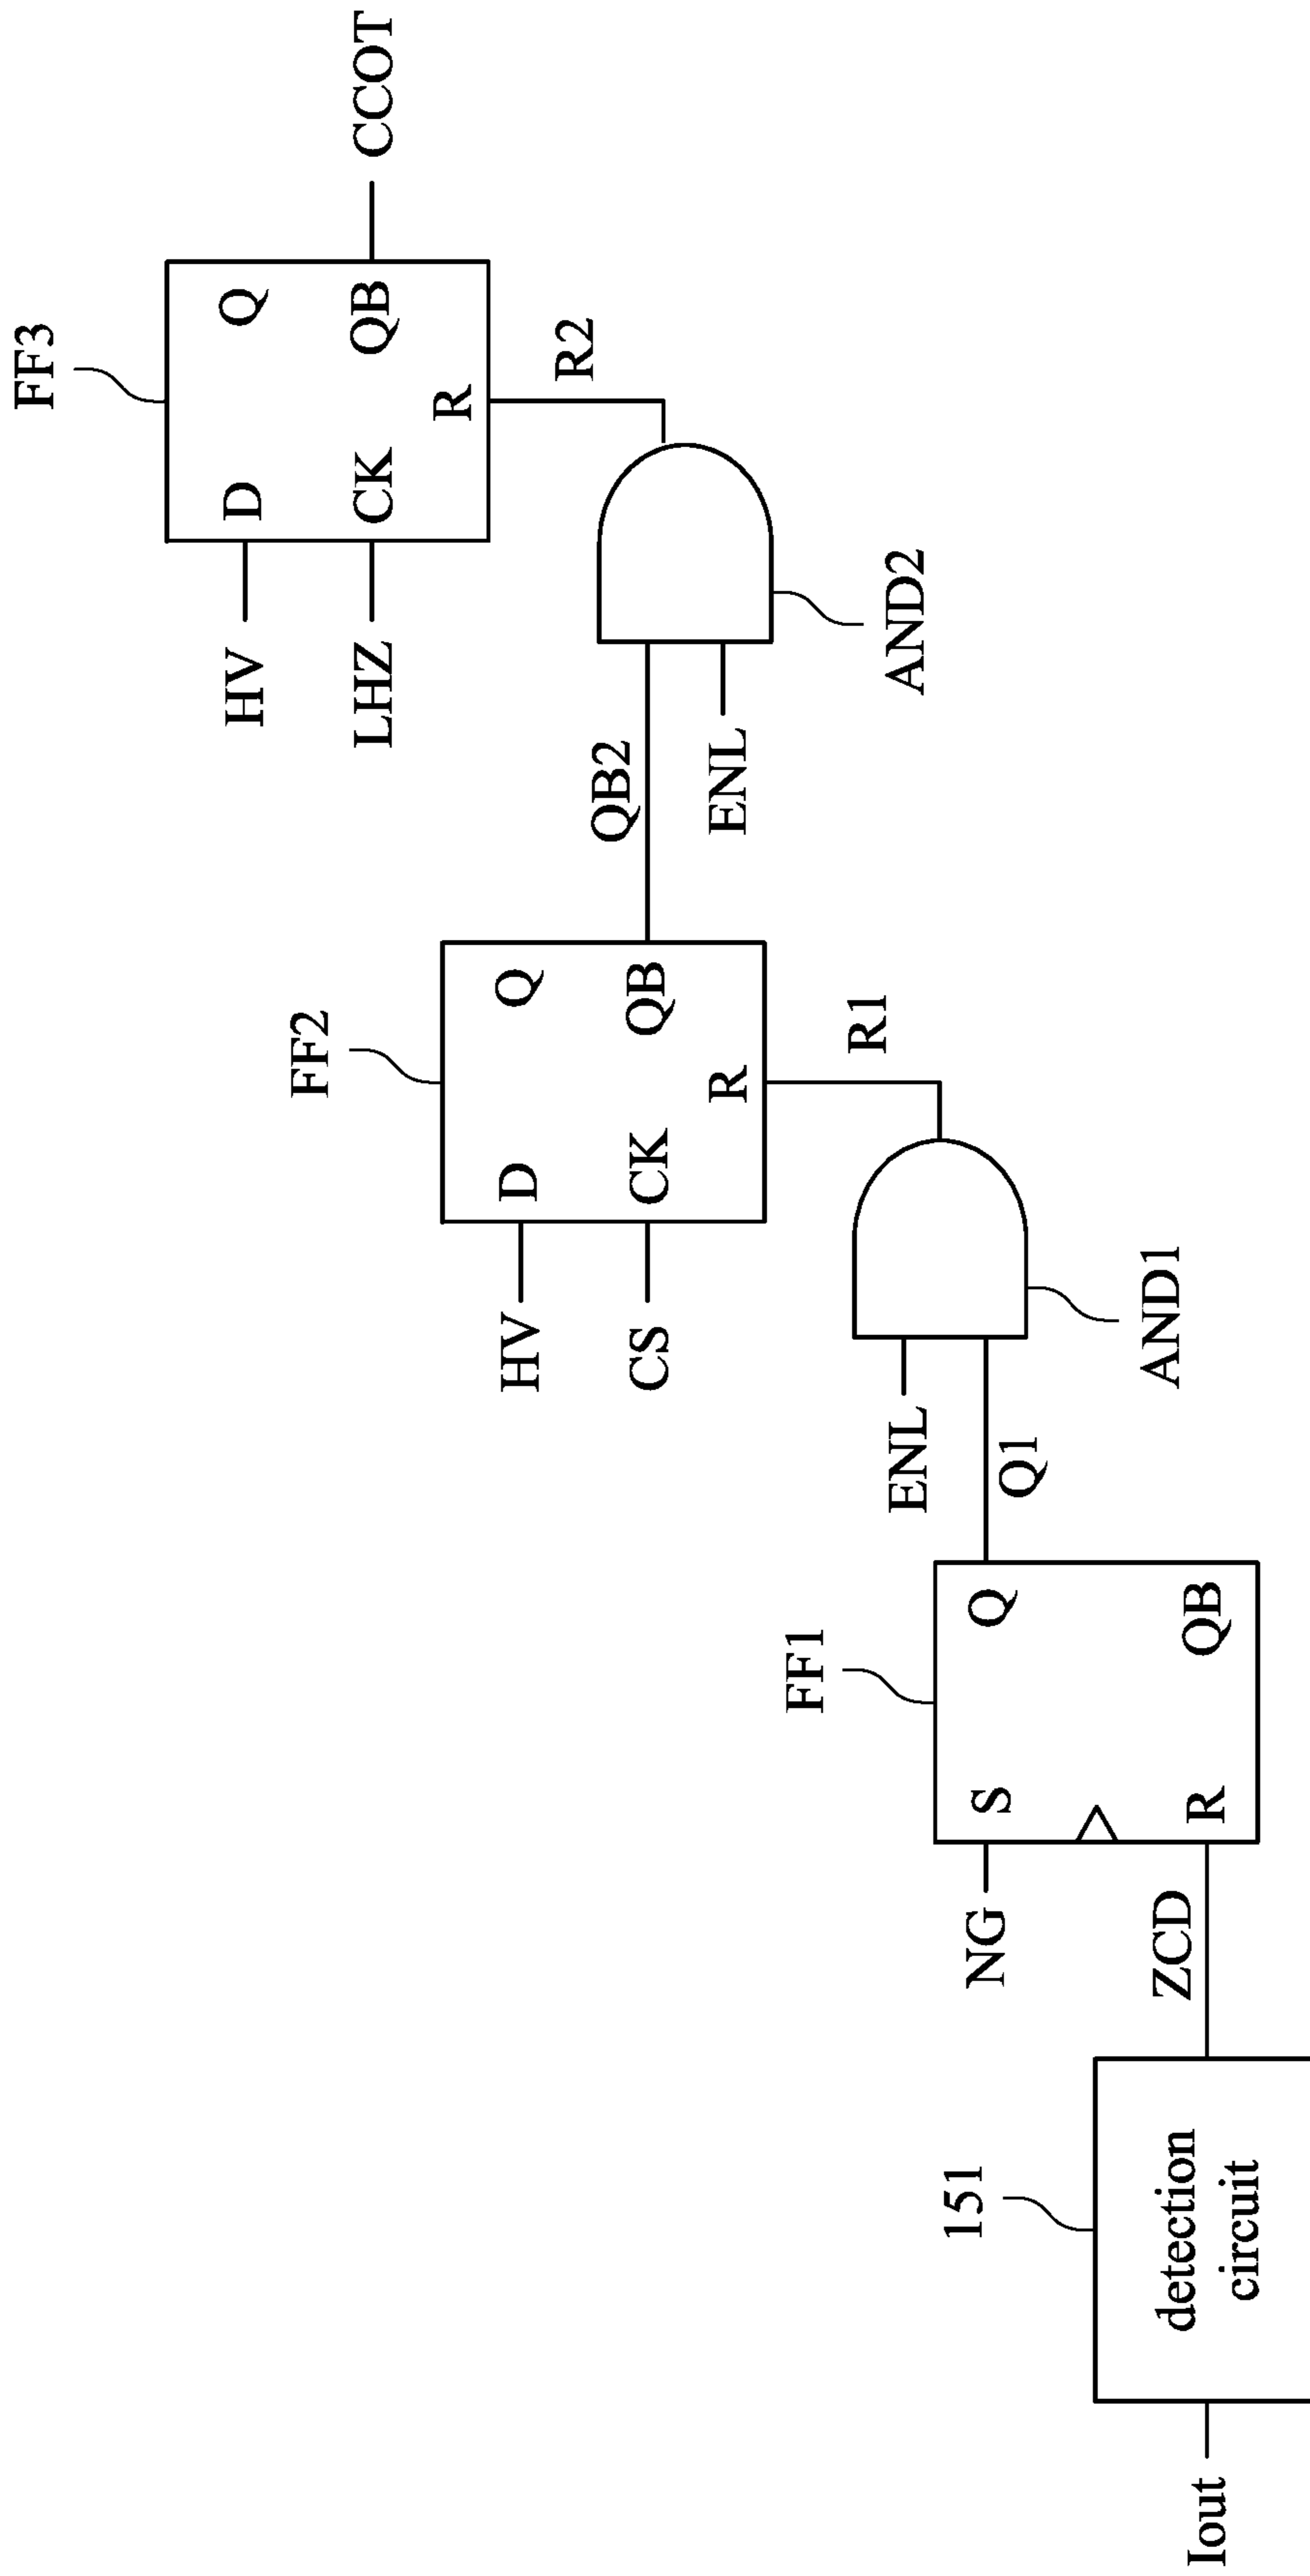 Iout
151
detection
circuit
ZCD
NG
FF1
S
R
Q
QB
Q1
ENL
AND1
R1
HV
CS
FF2
D
CK
R
Q
QB
QB2
ENL
AND2
R2
HV
LHZ
FF3
D
CK
R
Q
QB
CCOT